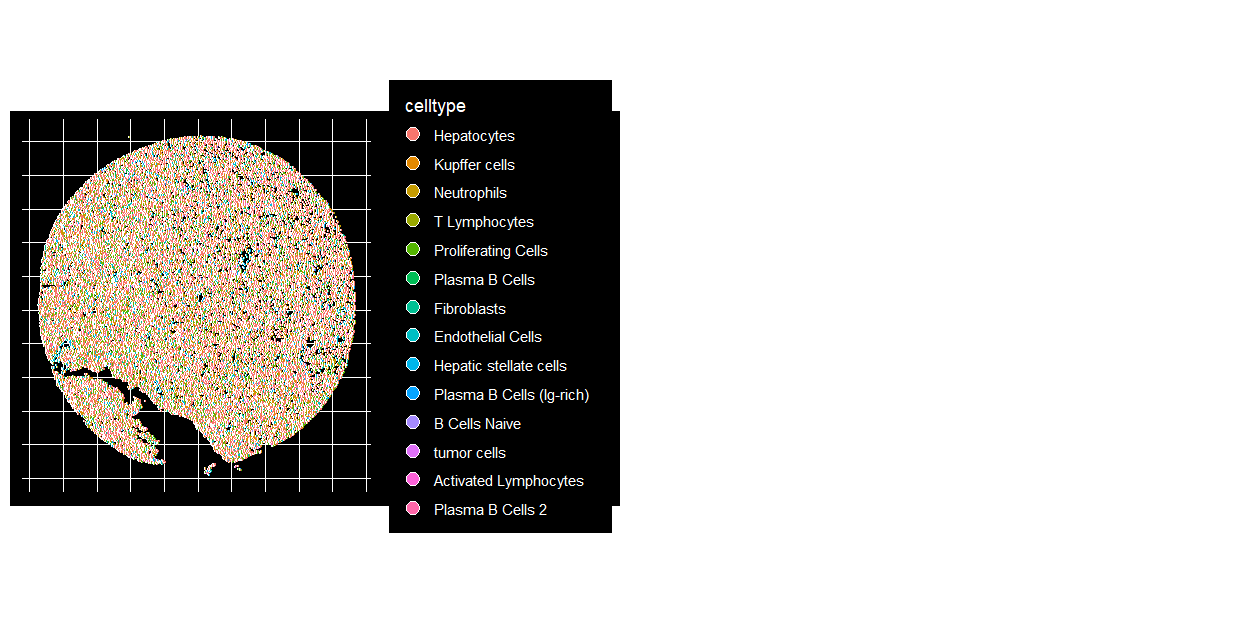 celltype
Hepatocytes
Kupffer cells
Neutrophils
T Lymphocytes
Proliferating Cells
Plasma B Cells
Fibroblasts
Endothelial Cells
Hepatic stellate cells
Plasma B Cells (Ig-rich)
B Cells Naive
tumor cells
Activated Lymphocytes
Plasma B Cells 2